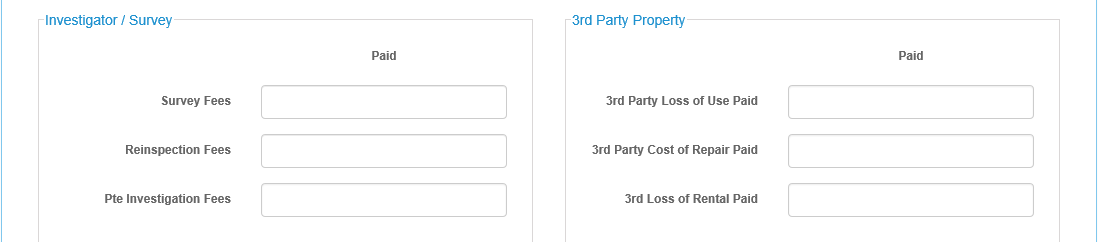 Investigator / Survey
Paid
Survey Fees
Reinspection Fees
Pte Investigation Fees
3rd Party Property
Paid
3rd Party Loss of Use Paid
3rd Party Cost of Repair Paid
3rd Loss of Rental Paid